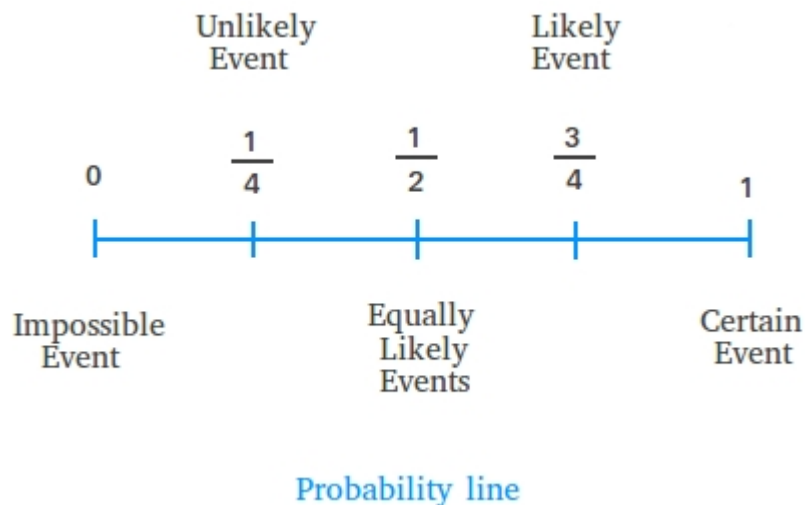 Unlikely
Event
Likely
Event
0
1
4
1
2
3
4
1
Impossible
Event
Equally
Likely
Events
Certain
Event
Probability line